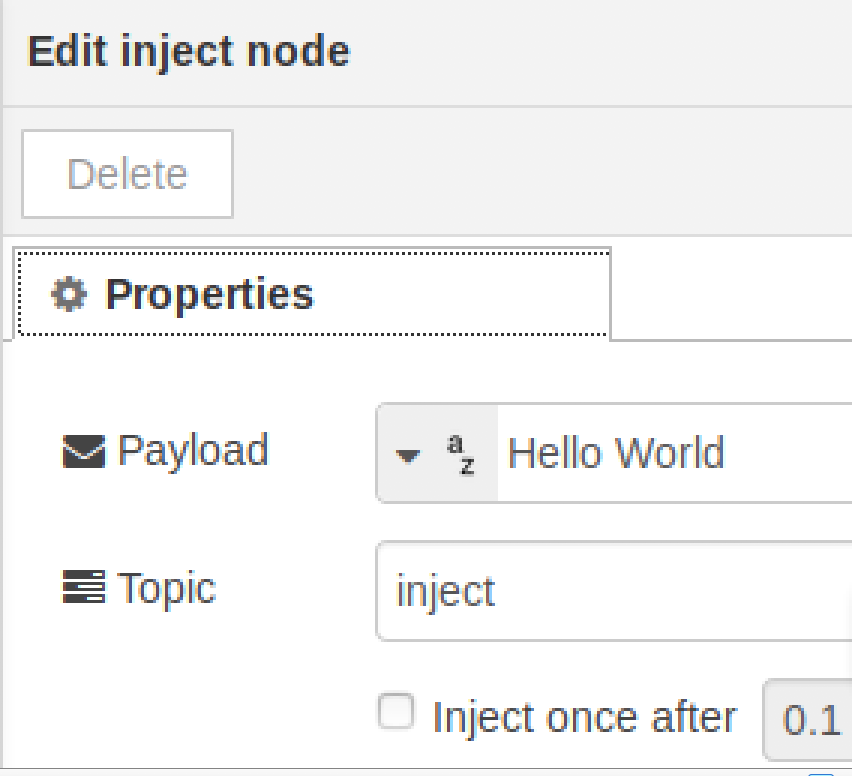 Edit inject node
Delete
Properties
Payload
a
z
Hello World
Topic
inject
Inject once after 0.1